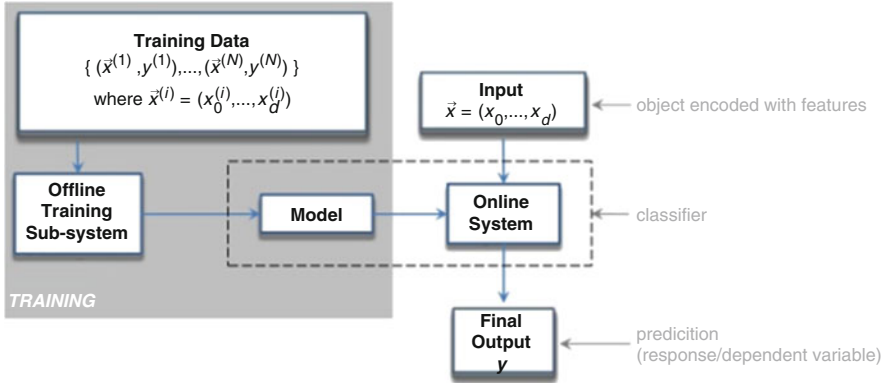 Training Data
{ (x⃗⁽¹⁾ ,y⁽¹⁾),...,(x⃗⁽ᴺ⁾,y⁽ᴺ⁾) }
where x⃗⁽ⁱ⁾ = (x₀⁽ⁱ⁾,...,x_d⁽ⁱ⁾)
Input
x⃗ = (x₀,...,x_d)
object encoded with features
Offline
Training
Sub-system
Model
Online
System
classifier
TRAINING
Final
Output
y
predicition
(response/dependent variable)